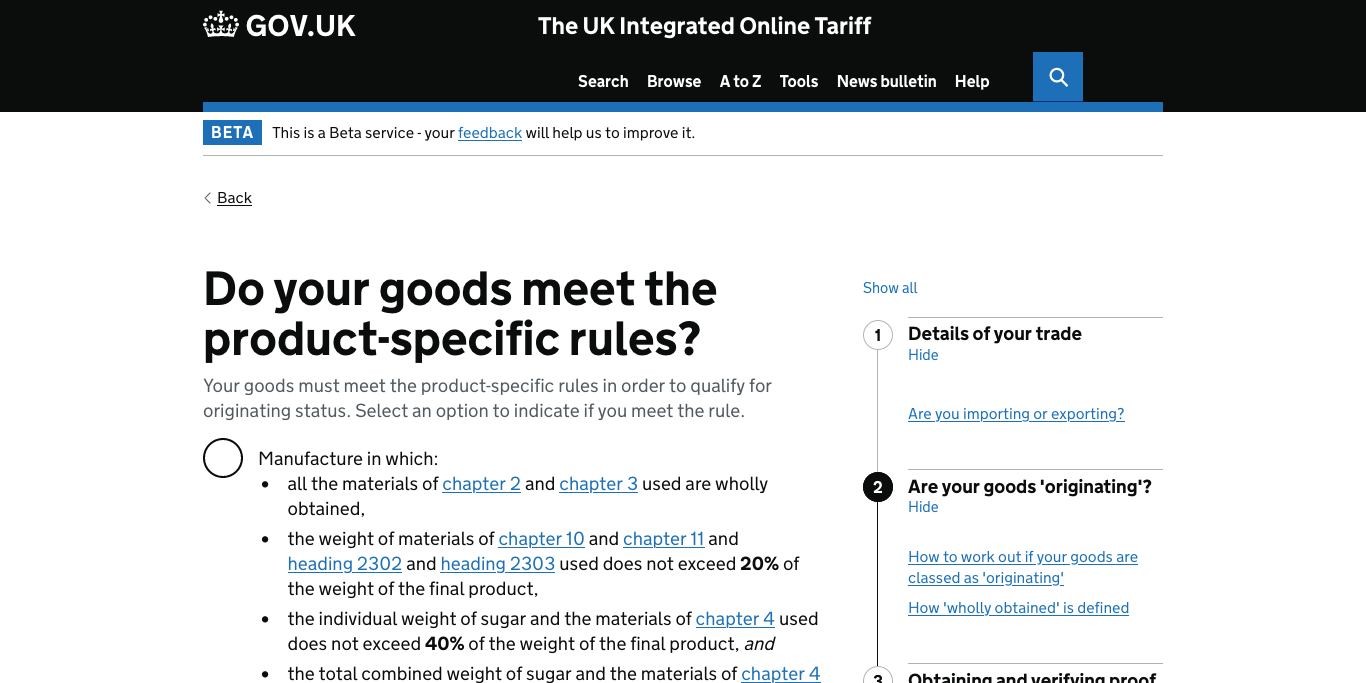 GOV.UK
The UK Integrated Online Tariff
Search Browse A to Z Tools News bulletin Help
BETA This is a Beta service - your feedback will help us to improve it.
Back
Do your goods meet the
product-specific rules?
Your goods must meet the product-specific rules in order to qualify for
originating status. Select an option to indicate if you meet the rule.
Manufacture in which:
• all the materials of chapter 2 and chapter 3 used are wholly
obtained,
• the weight of materials of chapter 10 and chapter 11 and
heading 2302 and heading 2303 used does not exceed 20% of
the weight of the final product,
• the individual weight of sugar and the materials of chapter 4 used
does not exceed 40% of the weight of the final product, and
• the total combined weight of sugar and the materials of chapter 4
Show all
1 Details of your trade
Hide
Are you importing or exporting?
2 Are your goods 'originating'?
Hide
How to work out if your goods are
classed as 'originating'
How 'wholly obtained' is defined
3 Obtaining and verifying proof